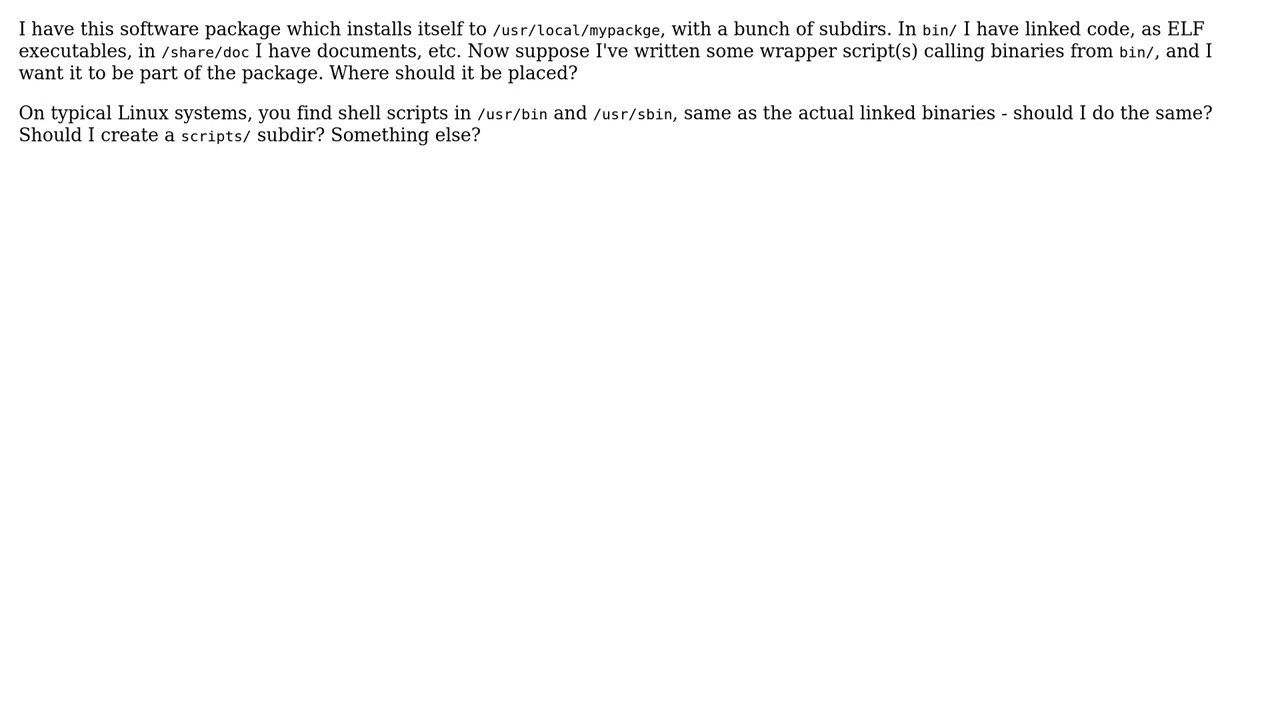 I have this software package which installs itself to /usr/local/mypackge, with a bunch of subdirs. In bin/ I have linked code, as ELF
executables, in /share/doc I have documents, etc. Now suppose I've written some wrapper script(s) calling binaries from bin/, and I
want it to be part of the package. Where should it be placed?
On typical Linux systems, you find shell scripts in /usr/bin and /usr/sbin, same as the actual linked binaries - should I do the same?
Should I create a scripts/ subdir? Something else?